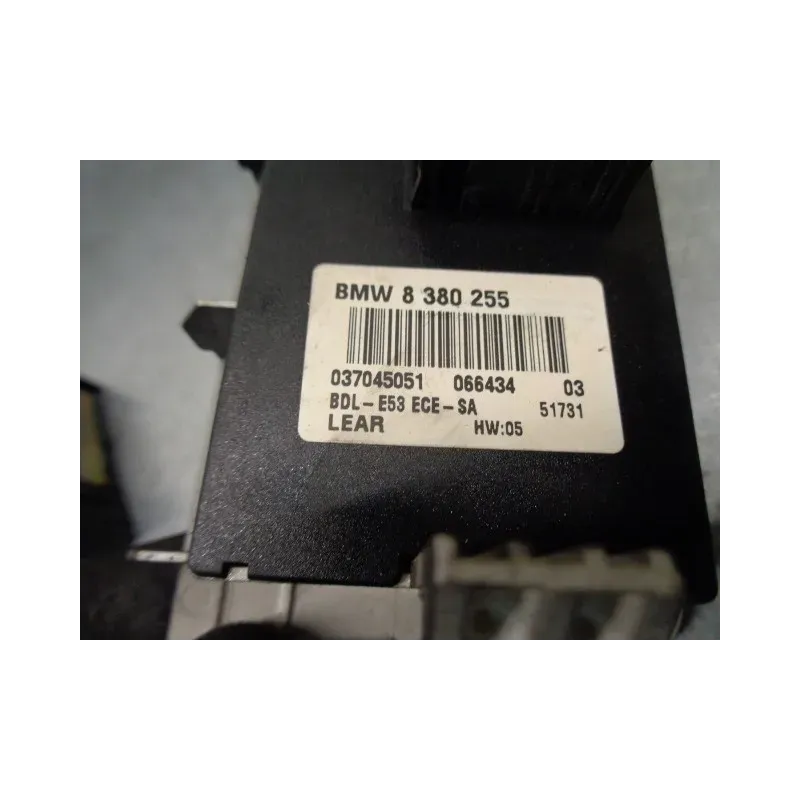 BMW 8 380 255
037045051 066434 03
BDL-E53 ECE-SA 51731
LEAR HW:05